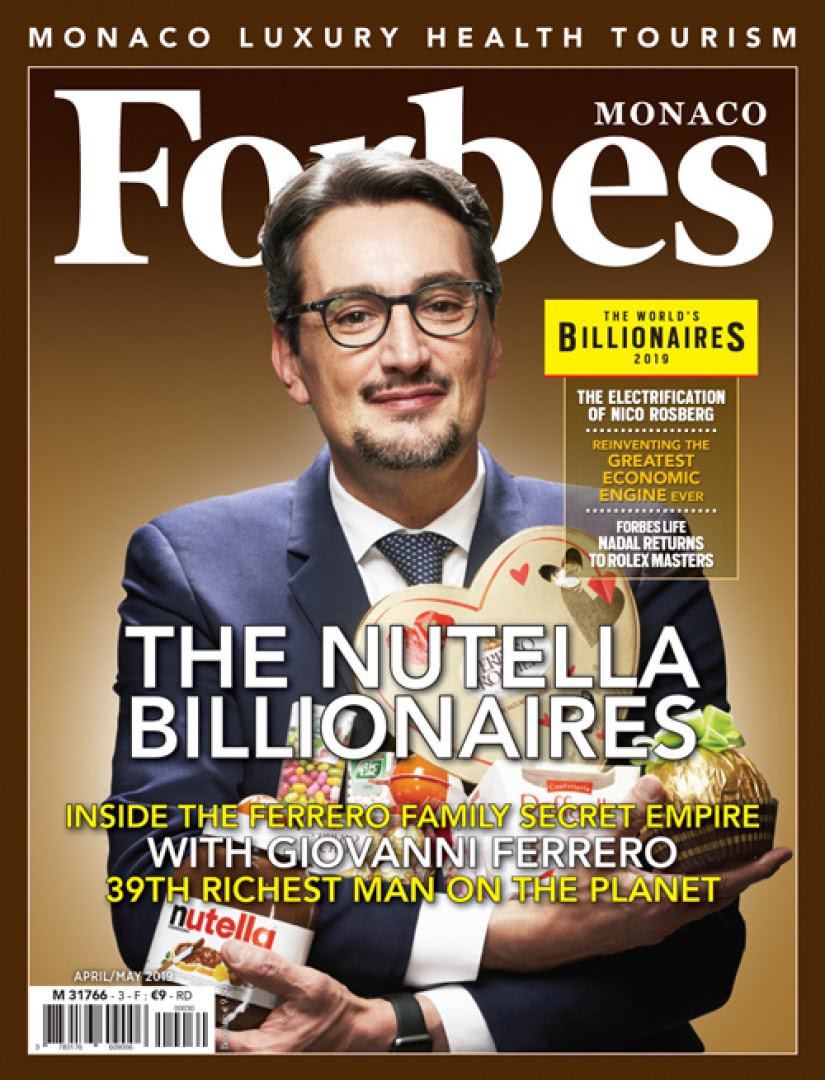 MONACO LUXURY HEALTH TOURISM
Forbes
MONACO
THE WORLD'S
BILLIONAIRES
2019
THE ELECTRIFICATION
OF NICO ROSBERG
REINVENTING THE
GREATEST
ECONOMIC
ENGINE EVER
FORBES LIFE
NADAL RETURNS
TO ROLEX MASTERS
THE NUTELLA
BILLIONAIRES
INSIDE THE FERRERO FAMILY SECRET EMPIRE
WITH GIOVANNI FERRERO
39TH RICHEST MAN ON THE PLANET
nutella
APRIL/MAY 2019
M 31766 - 3 - F : €9 - RD
00030